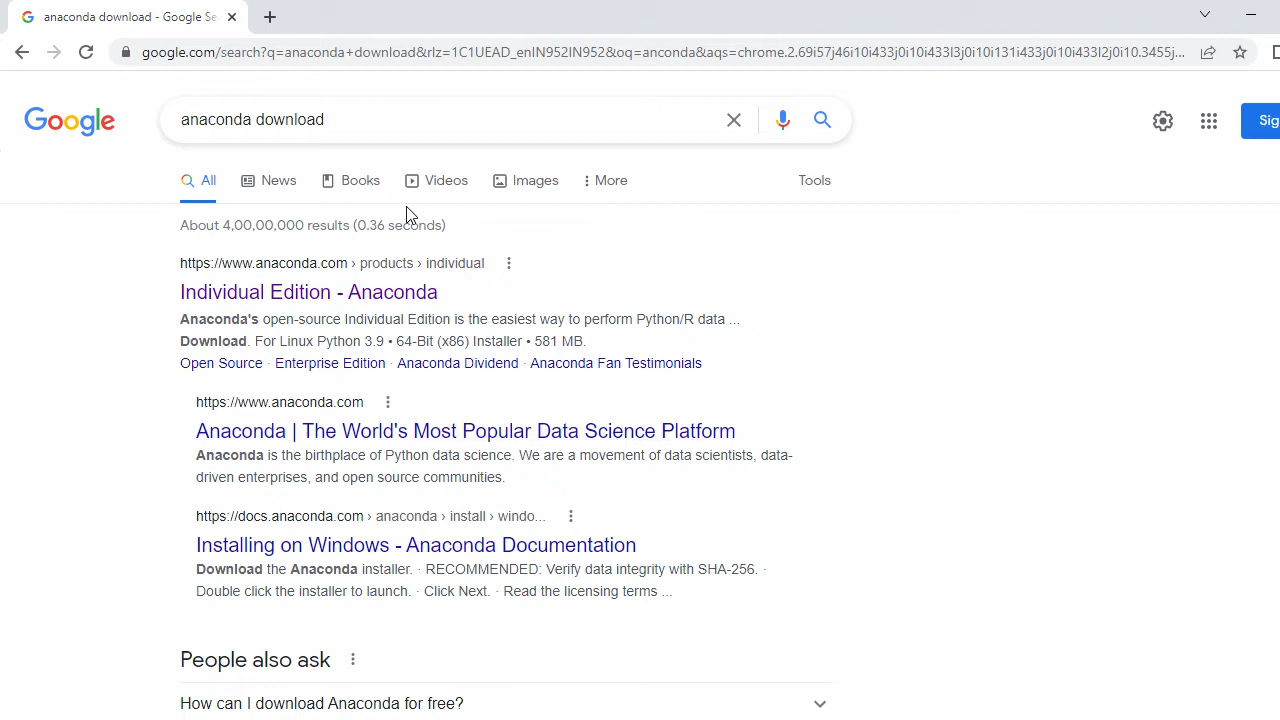 anaconda download - Google Se
google.com/search?q=anaconda+download&rlz=1C1UEAD_enIN952IN952&oq=anconda&aqs=chrome.2.69i57j46i10i433j0i10i433l3j0i10i131i433j0i10i433l2j0i10.3455j...
Google
anaconda download
Sig
All News Books Videos Images More Tools
About 4,00,00,000 results (0.36 seconds)
https://www.anaconda.com › products › individual
Individual Edition - Anaconda
Anaconda's open-source Individual Edition is the easiest way to perform Python/R data ...
Download. For Linux Python 3.9 • 64-Bit (x86) Installer • 581 MB.
Open Source · Enterprise Edition · Anaconda Dividend · Anaconda Fan Testimonials
https://www.anaconda.com
Anaconda | The World's Most Popular Data Science Platform
Anaconda is the birthplace of Python data science. We are a movement of data scientists, data-
driven enterprises, and open source communities.
https://docs.anaconda.com › anaconda › install › windo...
Installing on Windows - Anaconda Documentation
Download the Anaconda installer. · RECOMMENDED: Verify data integrity with SHA-256. ·
Double click the installer to launch. · Click Next. · Read the licensing terms ...
People also ask
How can I download Anaconda for free?